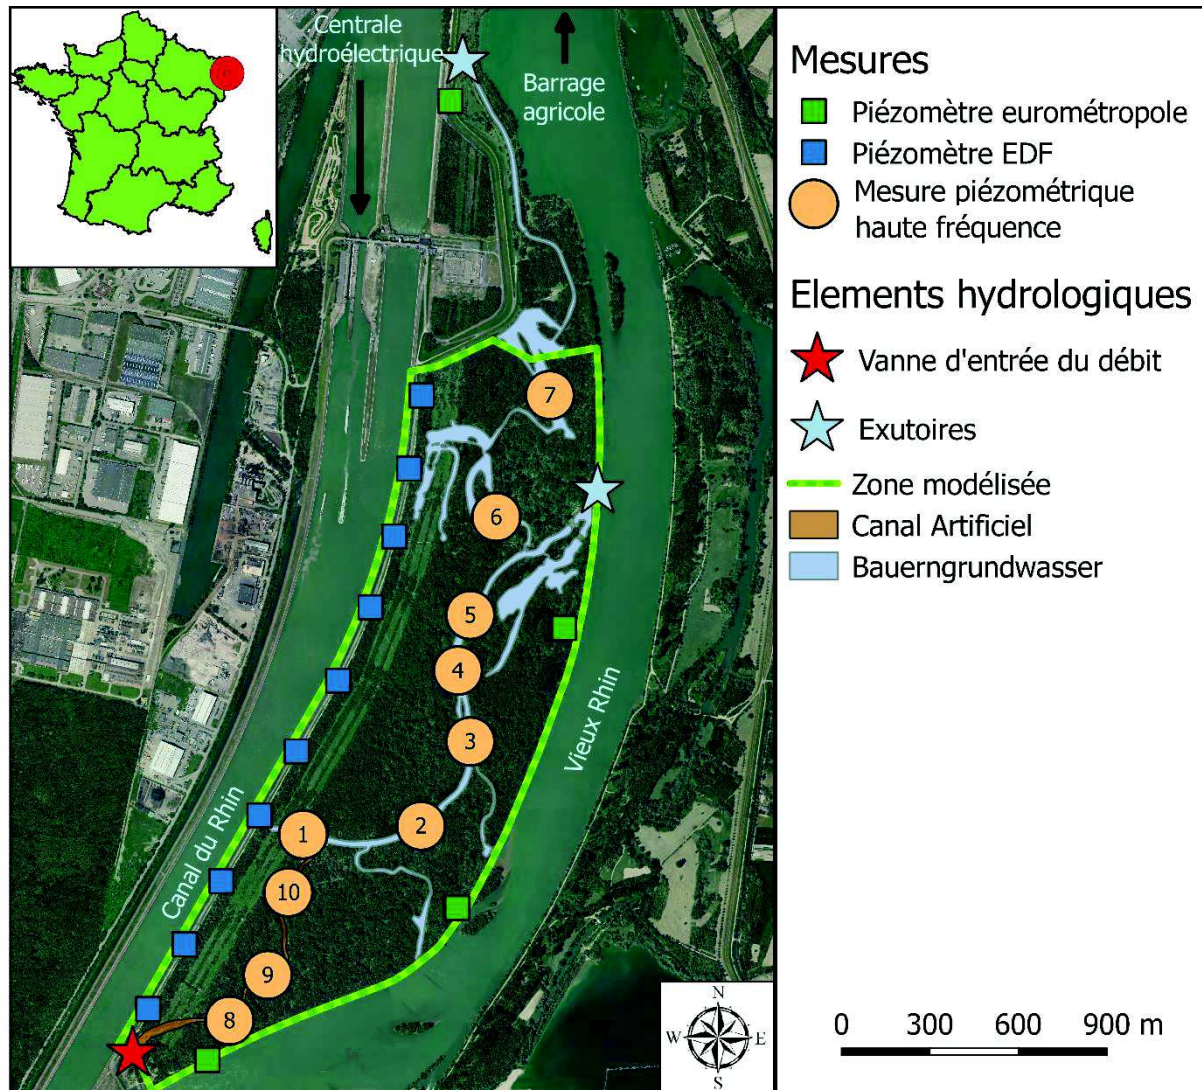 Centrale
hydroélectrique
Barrage
agricole
7
6
5
4
3
2
1
10
9
8
Canal du Rhin
Vieux Rhin
N
W E
S
Mesures
Piézomètre eurométropole
Piézomètre EDF
Mesure piézométrique
haute fréquence
Elements hydrologiques
Vanne d'entrée du débit
Exutoires
Zone modélisée
Canal Artificiel
Bauerngrundwasser
0 300 600 900 m